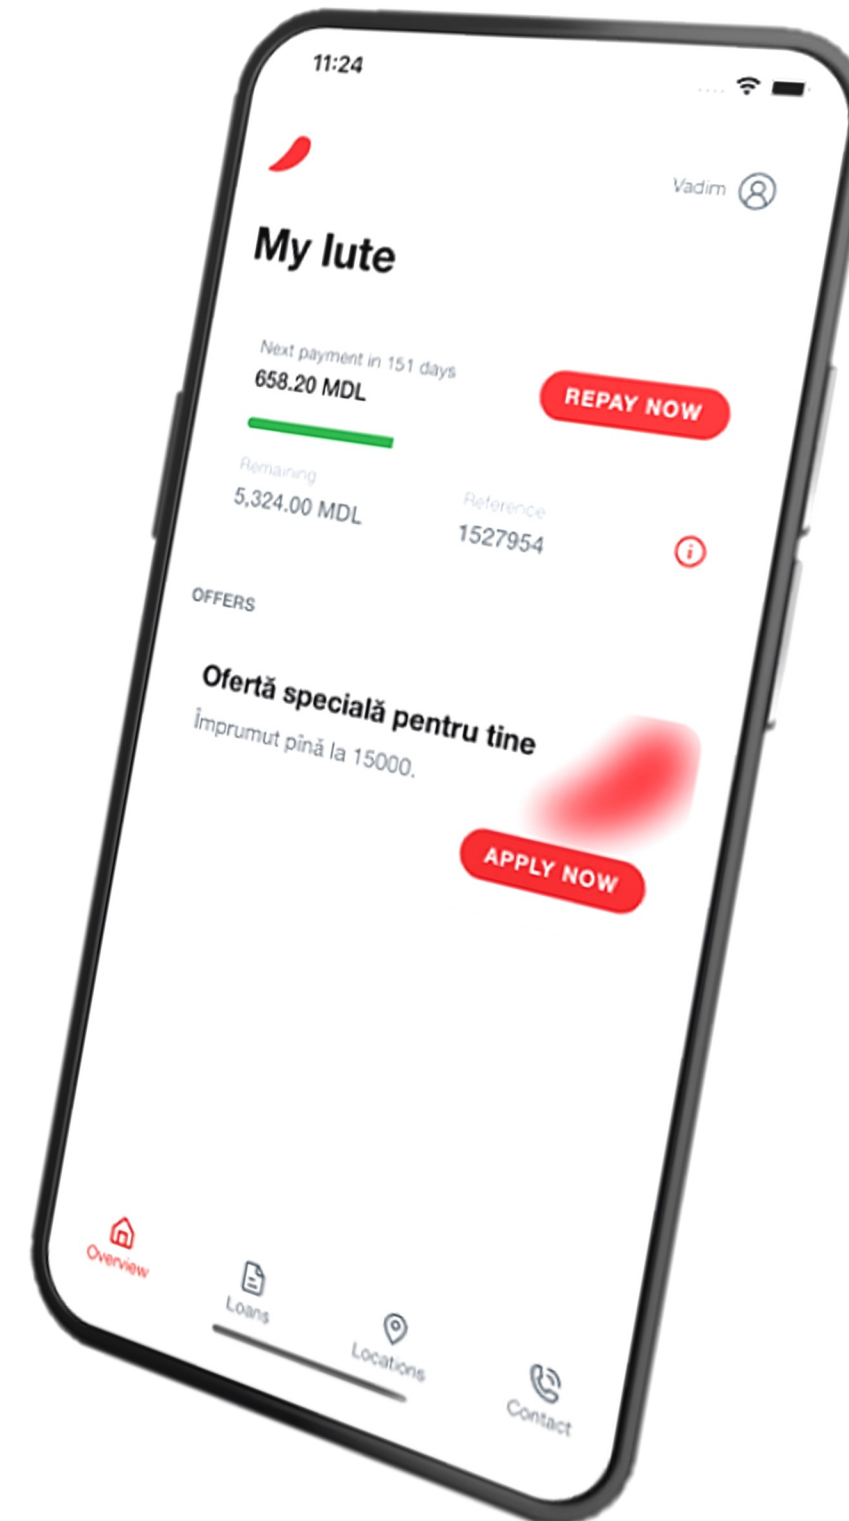 11:24
Vadim
My Iute
Next payment in 151 days
658.20 MDL
REPAY NOW
Remaining
5,324.00 MDL
Reference
1527954
OFFERS
Ofertă specială pentru tine
Împrumut pînă la 15000.
APPLY NOW
Overview
Loans
Locations
Contact